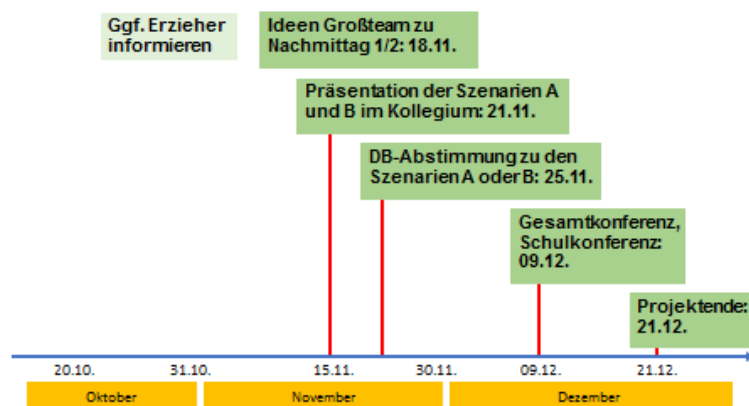 Ggf. Erzieher
informieren
Ideen Großteam zu
Nachmittag 1/2: 18.11.
Präsentation der Szenarien A
und B im Kollegium: 21.11.
DB-Abstimmung zu den
Szenarien A oder B: 25.11.
Gesamtkonferenz,
Schulkonferenz:
09.12.
Projektende:
21.12.
20.10.
31.10.
15.11.
30.11.
09.12.
21.12.
Oktober
November
Dezember